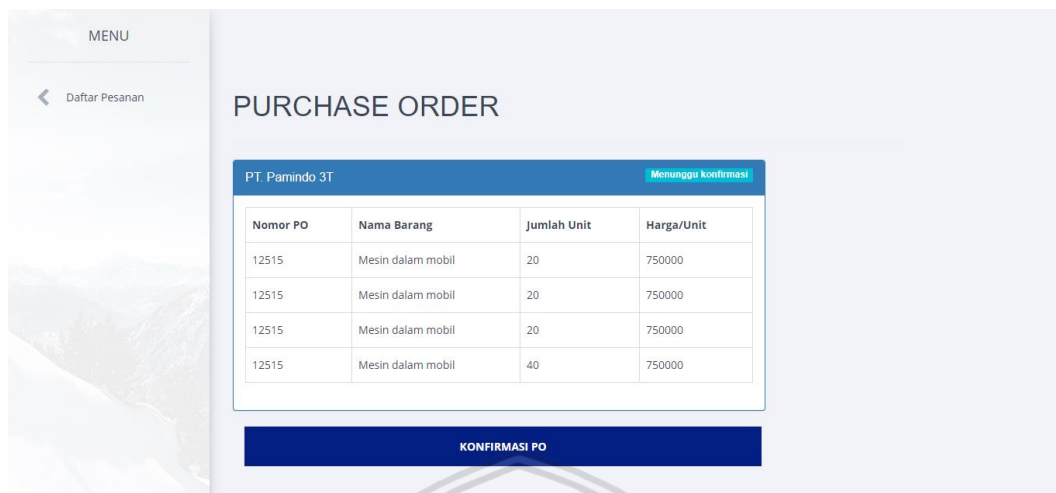 MENU
Daftar Pesanan
PURCHASE ORDER
PT. Pamindo 3T Menunggu konfirmasi
Nomor PO Nama Barang Jumlah Unit Harga/Unit
12515 Mesin dalam mobil 20 750000
12515 Mesin dalam mobil 20 750000
12515 Mesin dalam mobil 20 750000
12515 Mesin dalam mobil 40 750000
KONFIRMASI PO